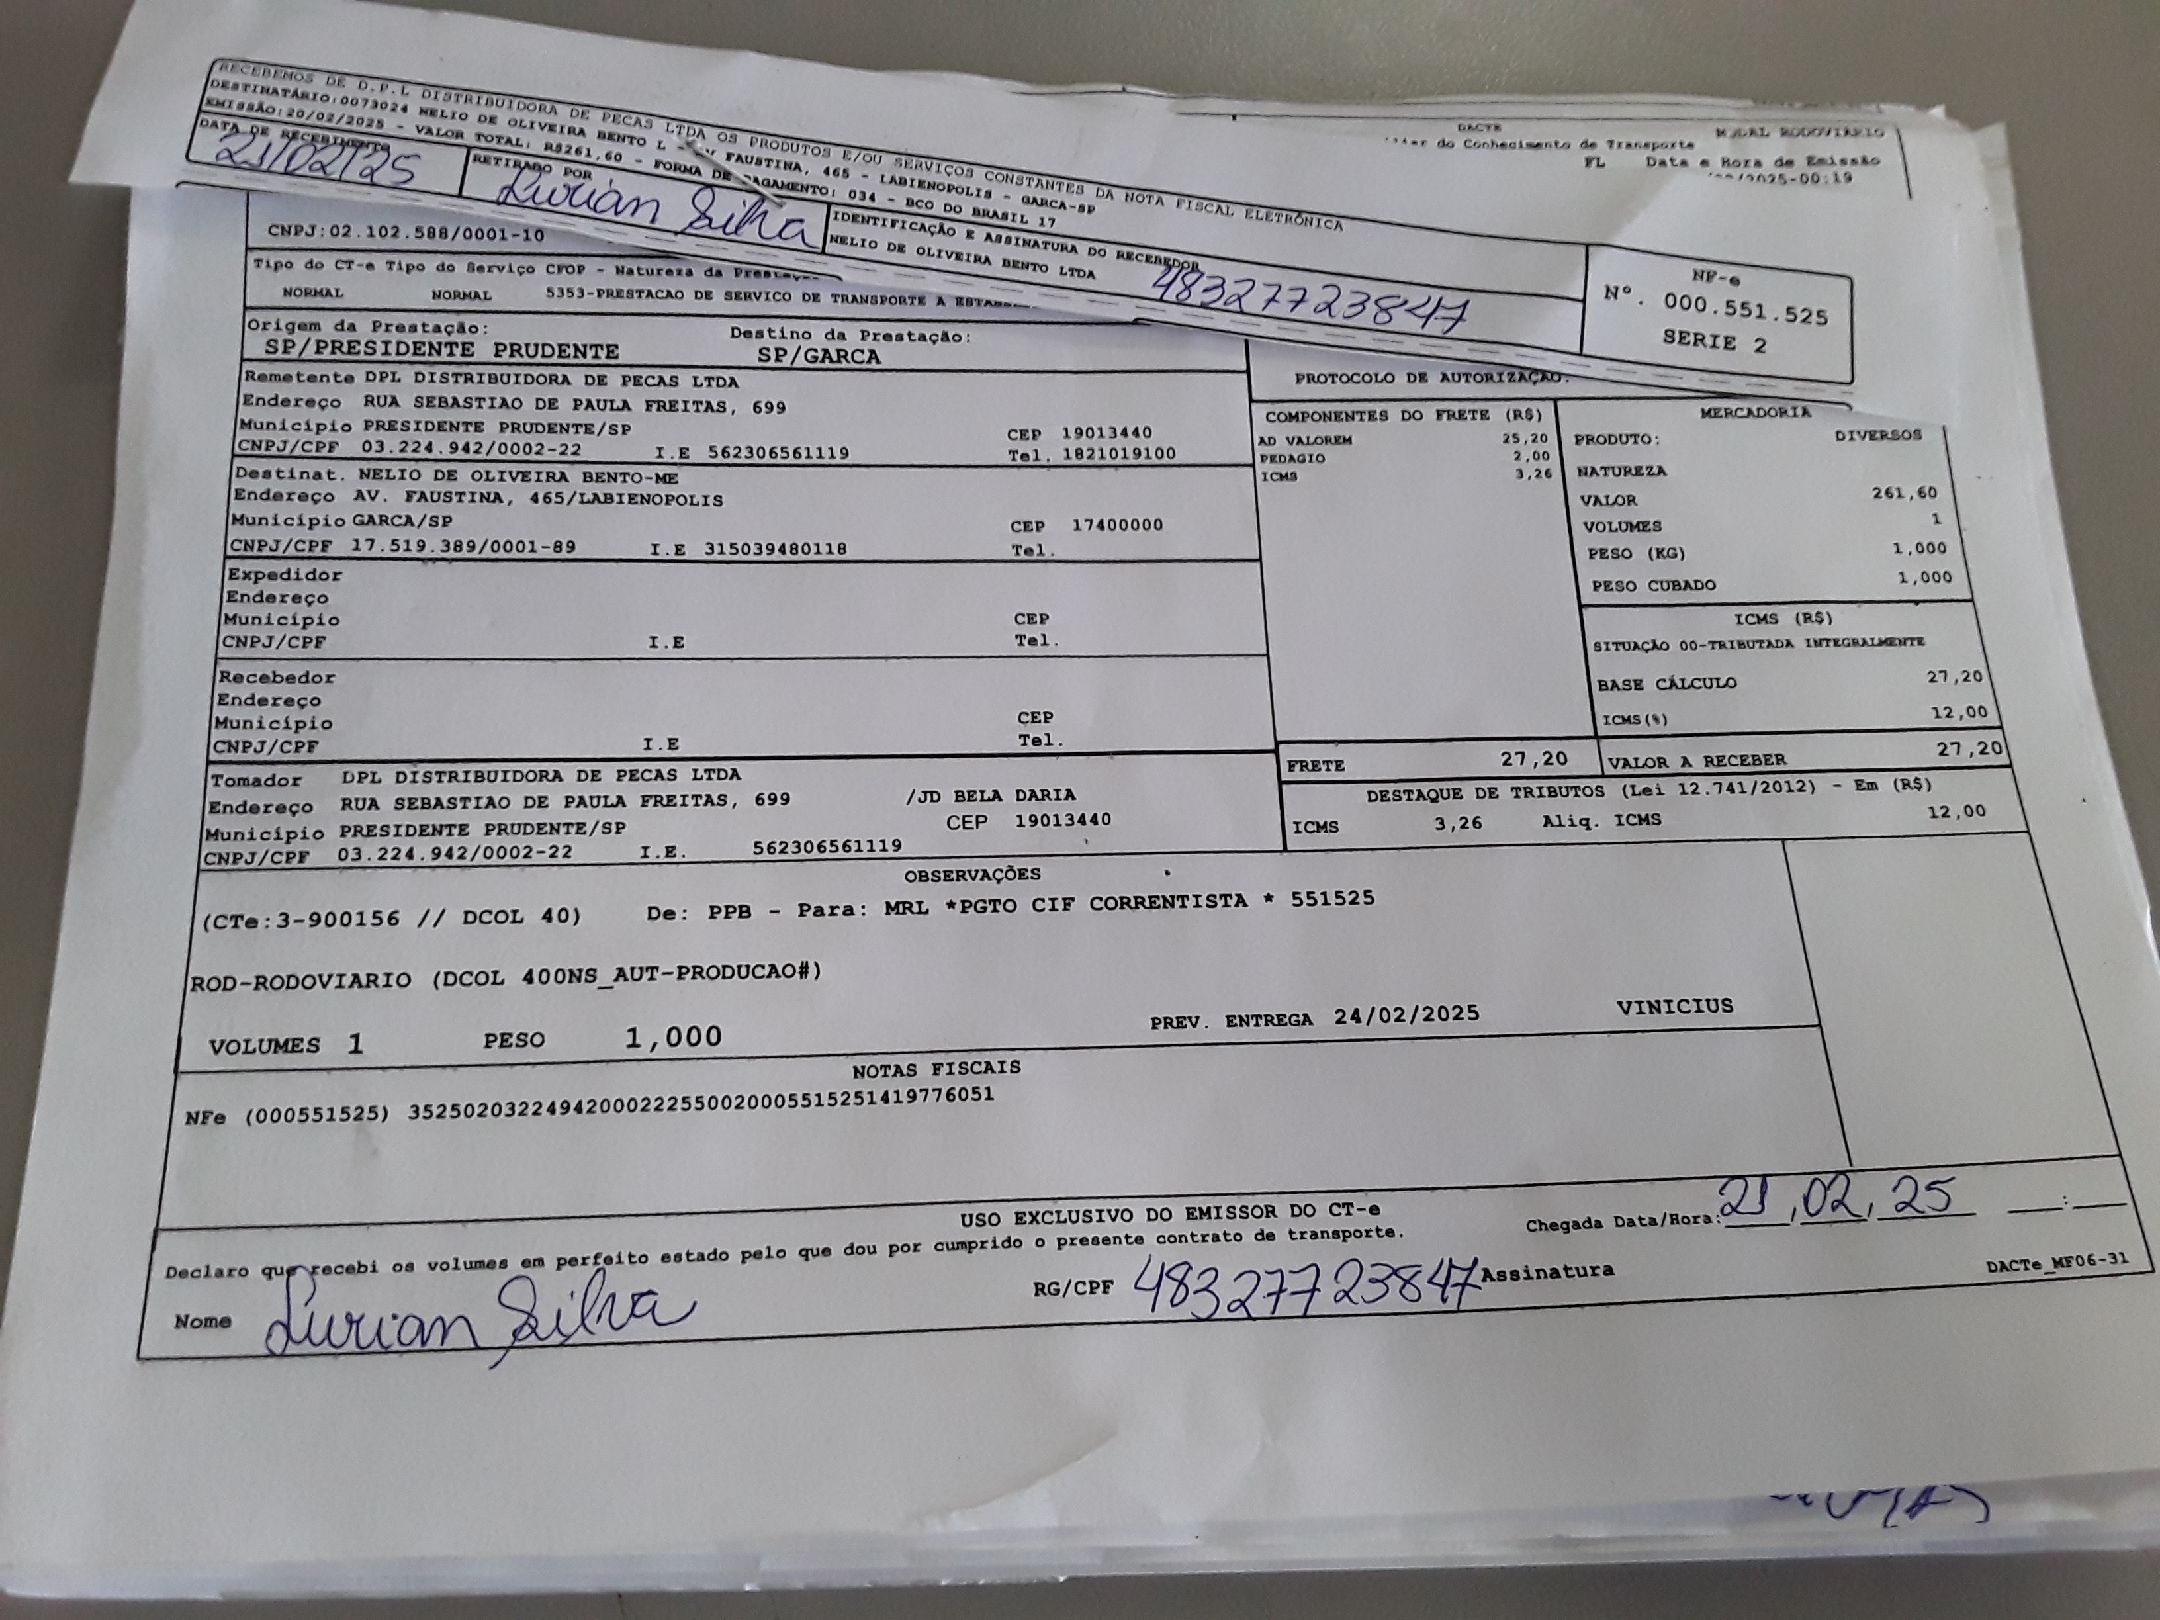 RECEBEMOS DE D.P.L DISTRIBUIDORA DE PECAS LTDA OS PRODUTOS E/OU SERVIÇOS CONSTANTES DA NOTA FISCAL ELETRÔNICA
DESTINATÁRIO:0073024 NELIO DE OLIVEIRA BENTO L FAUSTINA, 465 - LABIENOPOLIS - GARCA-SP
EMISSÃO:20/02/2025 - VALOR TOTAL: R$261,60 - FORMA DE PAGAMENTO: 034 - BCO DO BRASIL 17
DATA DE RECEBIMENTO
21/02/25
RETIRADO POR
Lurian Silva
IDENTIFICAÇÃO E ASSINATURA DO RECEBEDOR
NELIO DE OLIVEIRA BENTO LTDA
48327723847
NF-e
Nº. 000.551.525
SERIE 2
DACTE MODAL RODOVIÁRIO
do Conhecimento de Transporte
FL Data e Hora de Emissão
/2025-00:19
CNPJ:02.102.588/0001-10
Tipo do CT-e Tipo do Serviço CFOP - Natureza da
NORMAL NORMAL 5353-PRESTACAO DE SERVICO DE TRANSPORTE A
Origem da Prestação: Destino da Prestação:
SP/PRESIDENTE PRUDENTE SP/GARCA
PROTOCOLO DE AUTORIZAÇÃO:
Remetente DPL DISTRIBUIDORA DE PECAS LTDA
Endereço RUA SEBASTIAO DE PAULA FREITAS, 699
Município PRESIDENTE PRUDENTE/SP CEP 19013440
CNPJ/CPF 03.224.942/0002-22 I.E 562306561119 Tel. 1821019100
Destinat. NELIO DE OLIVEIRA BENTO-ME
Endereço AV. FAUSTINA, 465/LABIENOPOLIS
Município GARCA/SP CEP 17400000
CNPJ/CPF 17.519.389/0001-89 I.E 315039480118 Tel.
Expedidor
Endereço
Município CEP
CNPJ/CPF I.E Tel.
Recebedor
Endereço
Município CEP
CNPJ/CPF I.E Tel.
Tomador DPL DISTRIBUIDORA DE PECAS LTDA
Endereço RUA SEBASTIAO DE PAULA FREITAS, 699 /JD BELA DARIA
Município PRESIDENTE PRUDENTE/SP CEP 19013440
CNPJ/CPF 03.224.942/0002-22 I.E. 562306561119
COMPONENTES DO FRETE (R$)
AD VALOREM 25,20
PEDAGIO 2,00
ICMS 3,26
MERCADORIA
PRODUTO: DIVERSOS
NATUREZA
VALOR 261,60
VOLUMES 1
PESO (KG) 1,000
PESO CUBADO 1,000
ICMS (R$)
SITUAÇÃO 00-TRIBUTADA INTEGRALMENTE
BASE CÁLCULO 27,20
ICMS(%) 12,00
FRETE 27,20 VALOR A RECEBER 27,20
DESTAQUE DE TRIBUTOS (Lei 12.741/2012) - Em (R$)
ICMS 3,26 Aliq. ICMS 12,00
OBSERVAÇÕES
(CTe:3-900156 // DCOL 40) De: PPB - Para: MRL *PGTO CIF CORRENTISTA * 551525
ROD-RODOVIARIO (DCOL 400NS_AUT-PRODUCAO#)
VOLUMES 1 PESO 1,000 PREV. ENTREGA 24/02/2025 VINICIUS
NOTAS FISCAIS
NFe (000551525) 35250203224942000222550020005515251419776051
USO EXCLUSIVO DO EMISSOR DO CT-e
Declaro que recebi os volumes em perfeito estado pelo que dou por cumprido o presente contrato de transporte.
Chegada Data/Hora: 21,02,25 __:__
Nome Lurian Silva RG/CPF 48327723847 Assinatura
DACTe_MF06-31